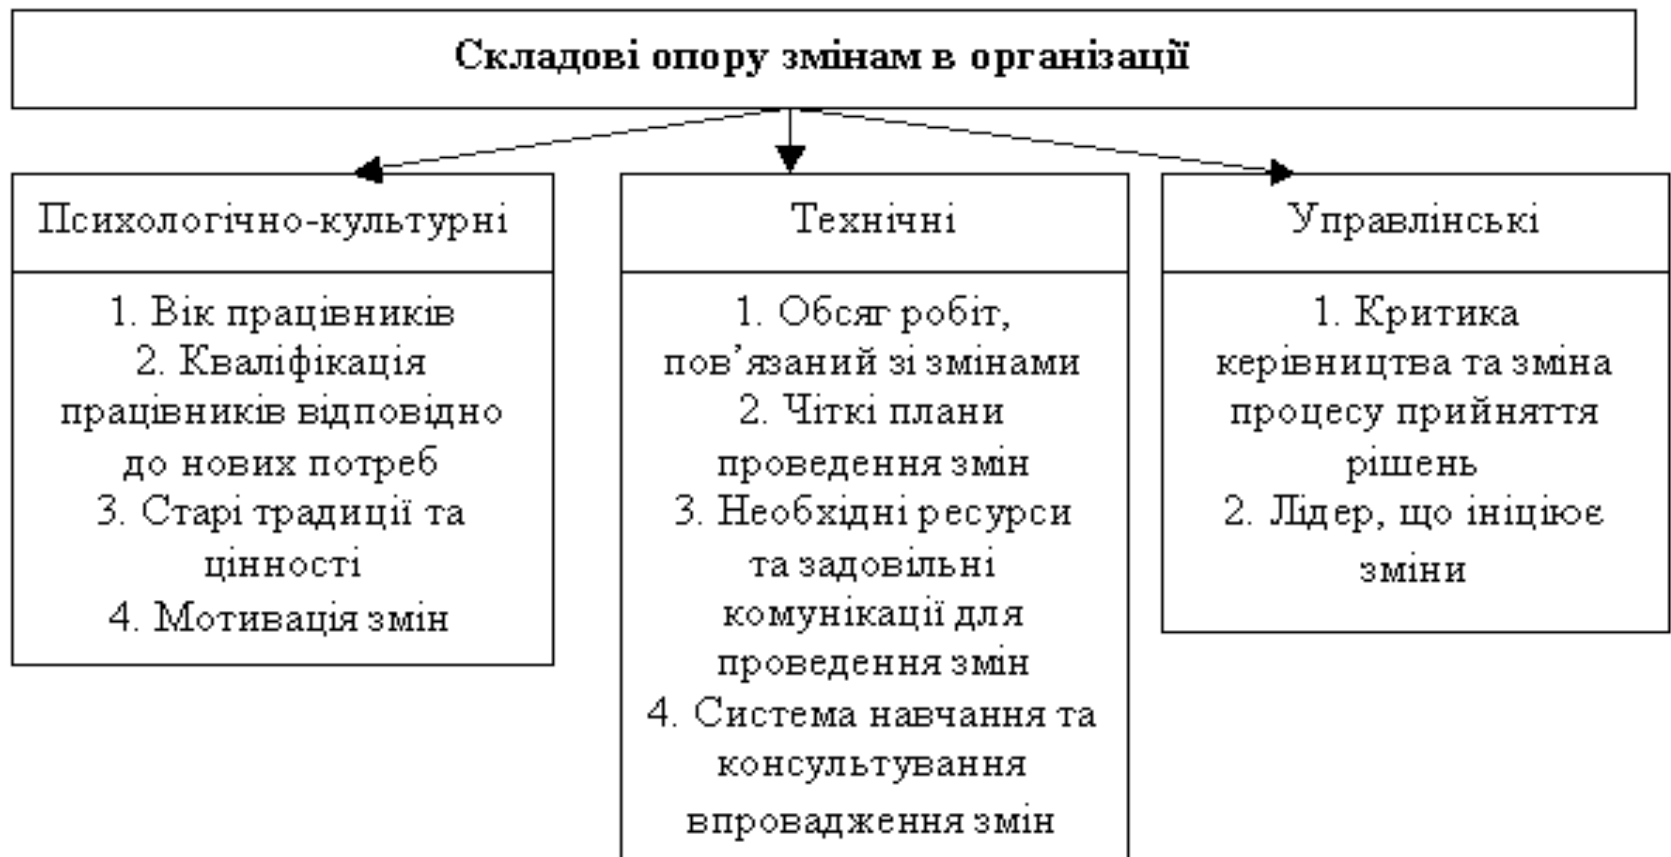 Складові опору змінам в організації
Психологічно-культурні
1. Вік працівників
2. Кваліфікація
працівників відповідно
до нових потреб
3. Старі традиції та
цінності
4. Мотивація змін
Технічні
1. Обсяг робіт,
пов’язаний зі змінами
2. Чіткі плани
проведення змін
3. Необхідні ресурси
та задовільні
комунікації для
проведення змін
4. Система навчання та
консультування
впровадження змін
Управлінські
1. Критика
керівництва та зміна
процесу прийняття
рішень
2. Лідер, що ініціює
зміни